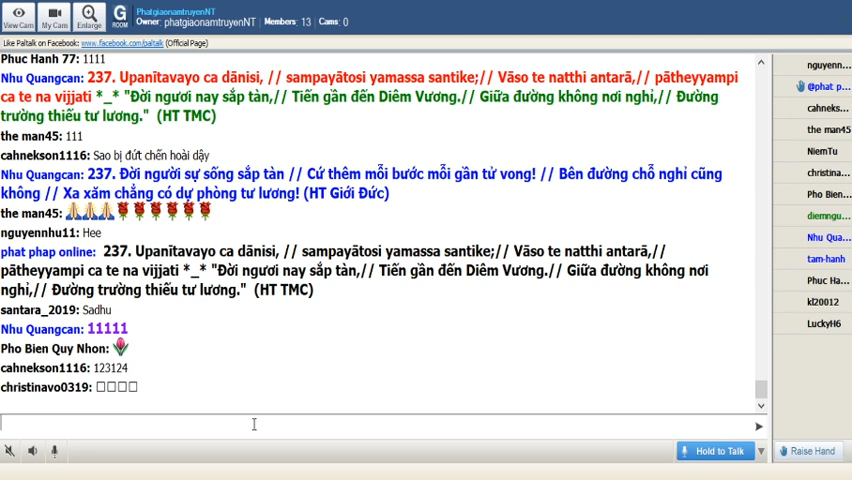 View Cam
My Cam
Enlarge
G
ROOM
PhatgiaonamtruyenNT
Owner: phatgiaonamtruyenNT Members: 13 Cams: 0
Like Paltalk on Facebook: www.facebook.com/paltalk (Official Page)
Phuc Hanh 77: 1111
Nhu Quangcan: 237. Upanītavayo ca dānisi, // sampayātosi yamassa santike;// Vāso te natthi antarā,// pātheyyampi
ca te na vijjati *_* "Đời ngươi nay sắp tàn,// Tiến gần đến Diêm Vương.// Giữa đường không nơi nghỉ,// Đường
trường thiếu tư lương." (HT TMC)
the man45: 111
cahnekson1116: Sao bị đứt chến hoài dậy
Nhu Quangcan: 237. Đời người sự sống sắp tàn // Cứ thêm mỗi bước mỗi gần tử vong! // Bên đường chỗ nghỉ cũng
không // Xa xăm chẳng có dự phòng tư lương! (HT Giới Đức)
the man45:
nguyennhu11: Hee
phat phap online: 237. Upanītavayo ca dānisi, // sampayātosi yamassa santike;// Vāso te natthi antarā,//
pātheyyampi ca te na vijjati *_* "Đời ngươi nay sắp tàn,// Tiến gần đến Diêm Vương.// Giữa đường không nơi
nghỉ,// Đường trường thiếu tư lương." (HT TMC)
santara_2019: Sadhu
Nhu Quangcan: 11111
Pho Bien Quy Nhon:
cahnekson1116: 123124
christinavo0319: □□□□
Hold to Talk
Raise Hand
nguyenn...
@phat p...
cahneks...
the man45
NiemTu
christina...
Pho Bien ...
diemngu...
Nhu Qua...
tam-hanh
Phuc Ha...
kl20012
LuckyH6